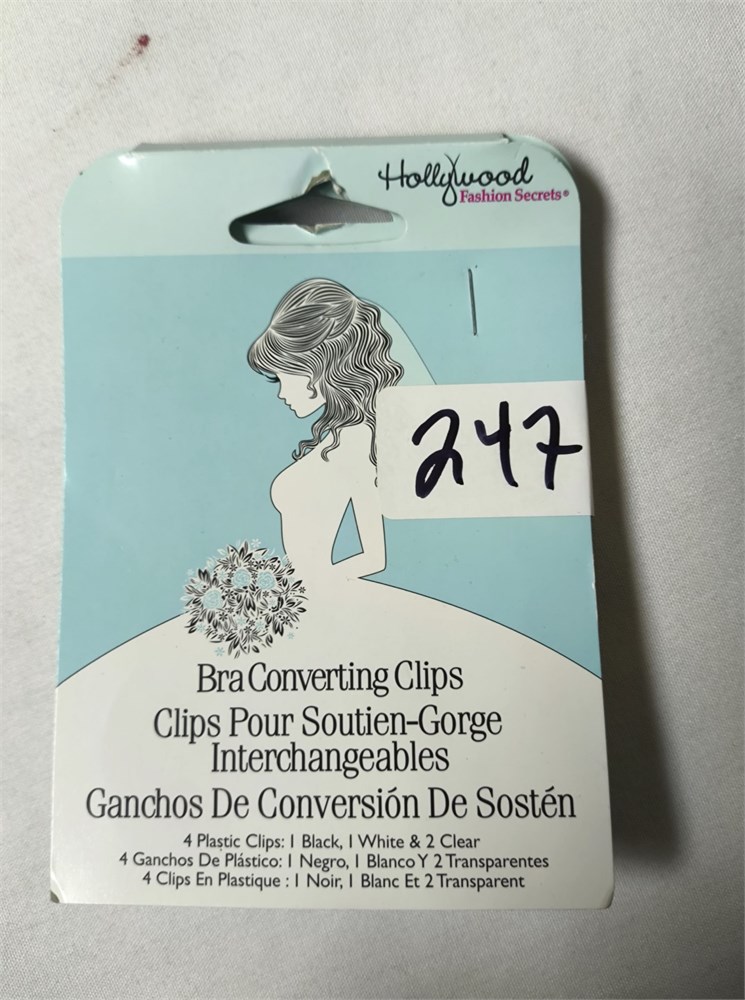 Hollywood
Fashion Secrets®
247
Bra Converting Clips
Clips Pour Soutien-Gorge
Interchangeables
Ganchos De Conversión De Sostén
4 Plastic Clips: 1 Black, 1 White & 2 Clear
4 Ganchos De Plástico: 1 Negro, 1 Blanco Y 2 Transparentes
4 Clips En Plastique : 1 Noir, 1 Blanc Et 2 Transparent